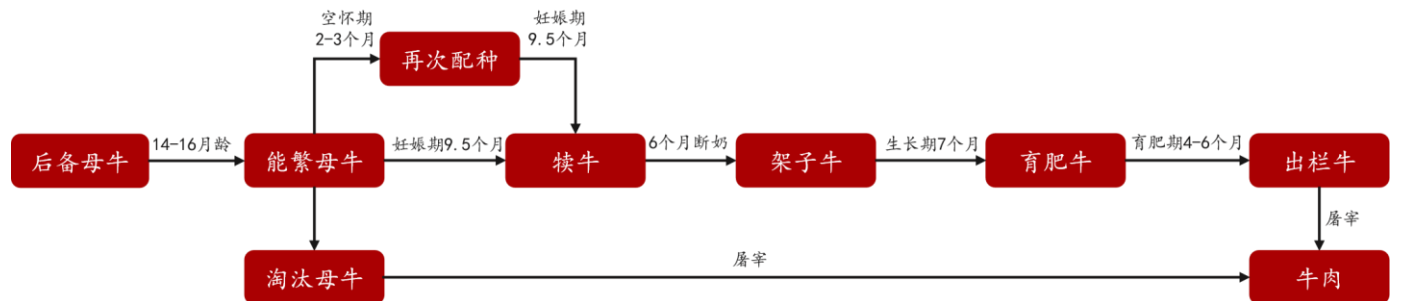 空怀期
2-3个月
妊娠期
9.5个月
再次配种
后备母牛
14-16月龄
能繁母牛
妊娠期9.5个月
犊牛
6个月断奶
架子牛
生长期7个月
育肥牛
育肥期4-6个月
出栏牛
屠宰
淘汰母牛
屠宰
牛肉